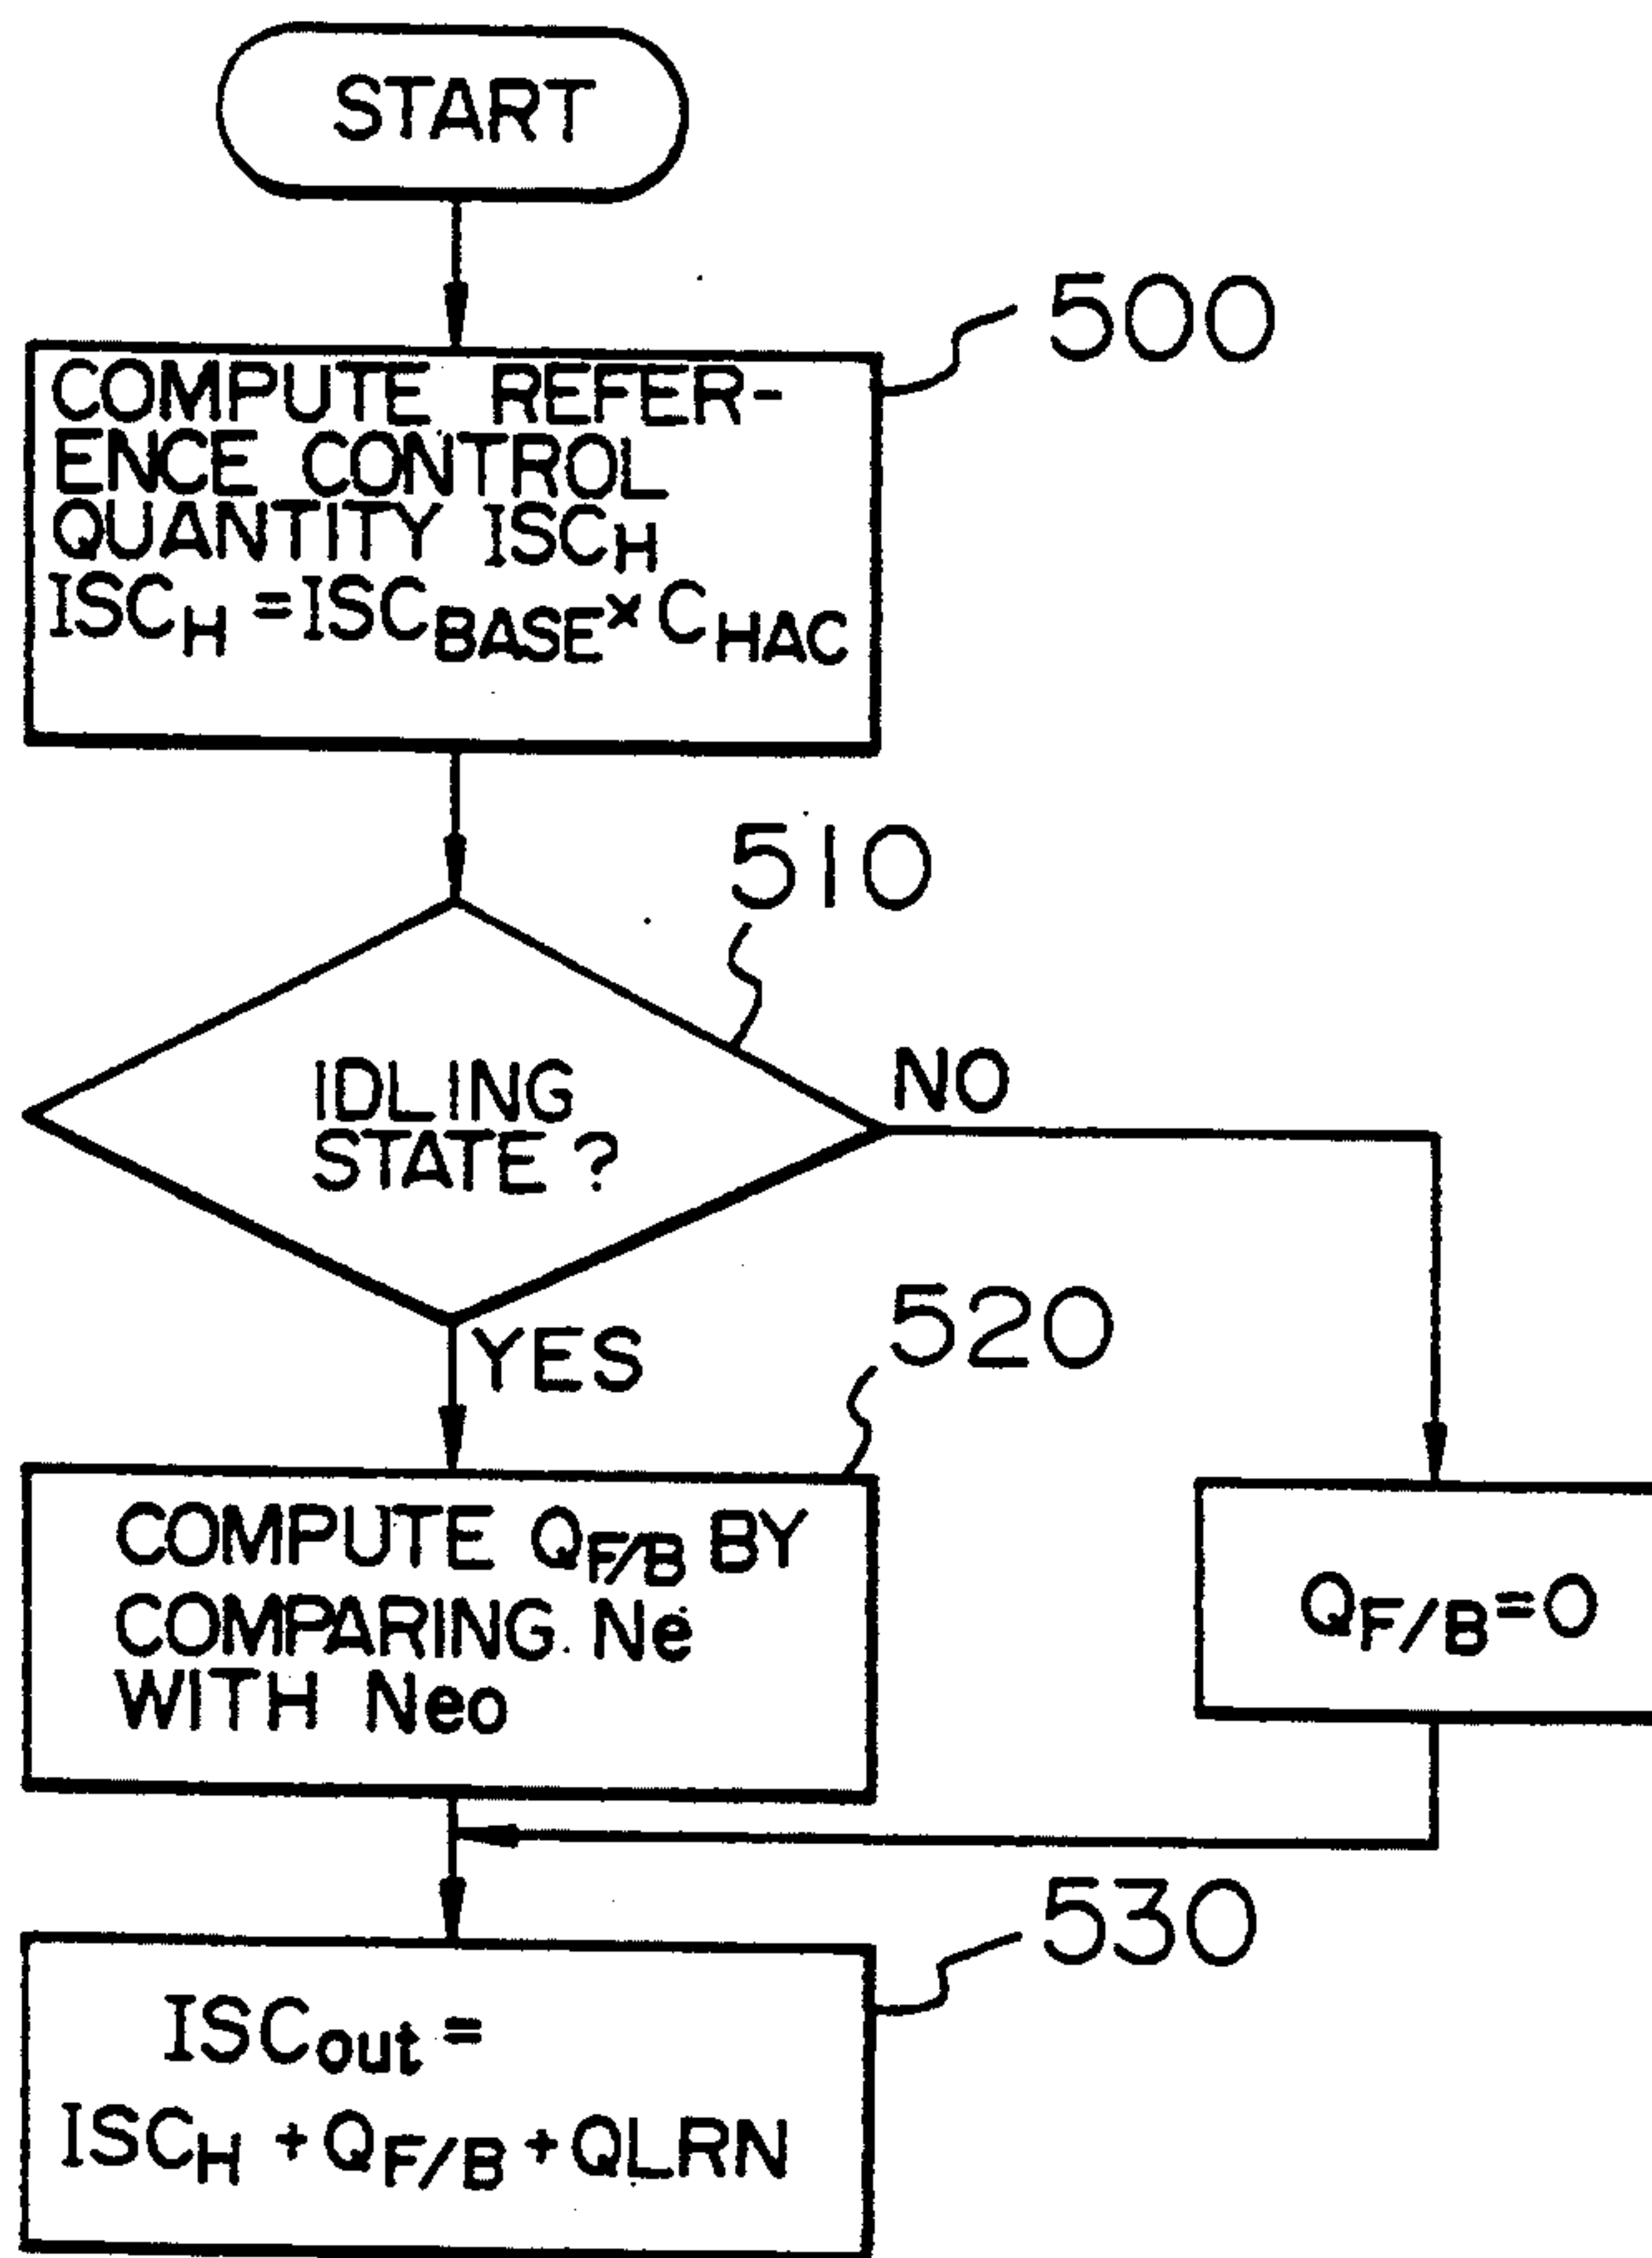 START
500
COMPUTE REFER-
ENCE CONTROL
QUANTITY ISCH
ISCH = ISCBASE × CHAC
510
IDLING
STATE ?
NO
YES
520
COMPUTE QF/B BY
COMPARING Ne
WITH Neo
QF/B=0
530
ISCout =
ISCH + QF/B + QLRN